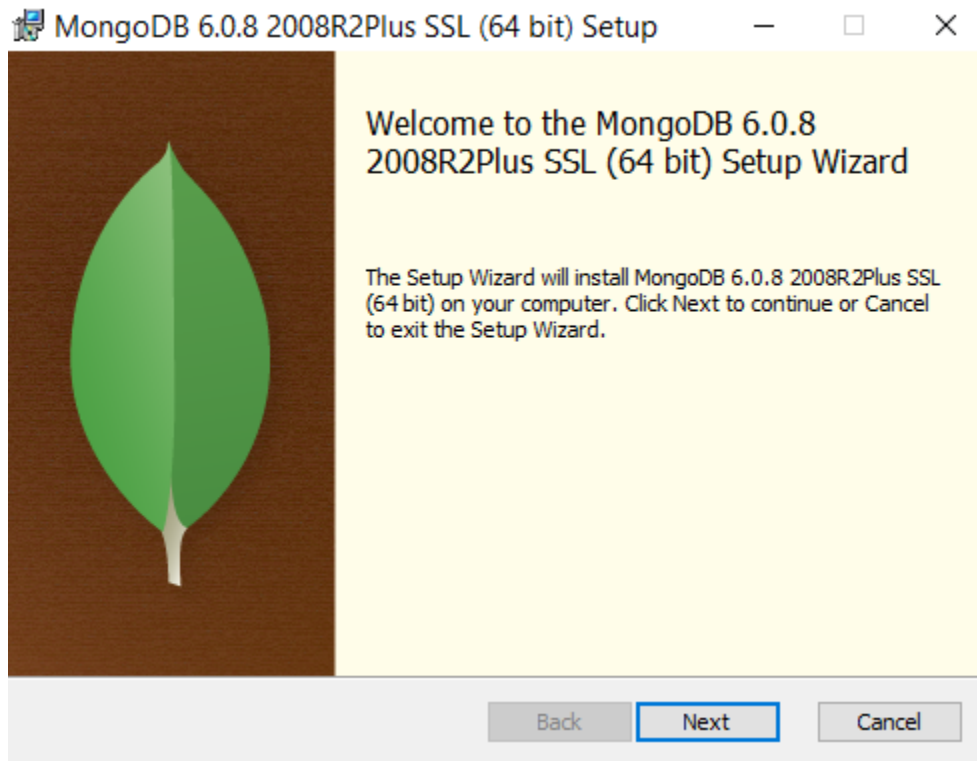 MongoDB 6.0.8 2008R2Plus SSL (64 bit) Setup
Welcome to the MongoDB 6.0.8
2008R2Plus SSL (64 bit) Setup Wizard
The Setup Wizard will install MongoDB 6.0.8 2008R2Plus SSL
(64 bit) on your computer. Click Next to continue or Cancel
to exit the Setup Wizard.
Back Next Cancel